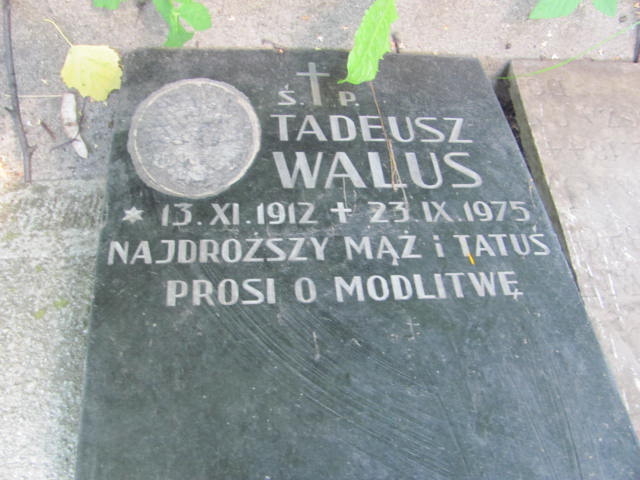 Ś. P.
TADEUSZ
WALUS
* 13. XI. 1912 + 23. IX. 1975
NAJDROŻSZY MĄŻ i TATUŚ
PROSI O MODLITWĘ